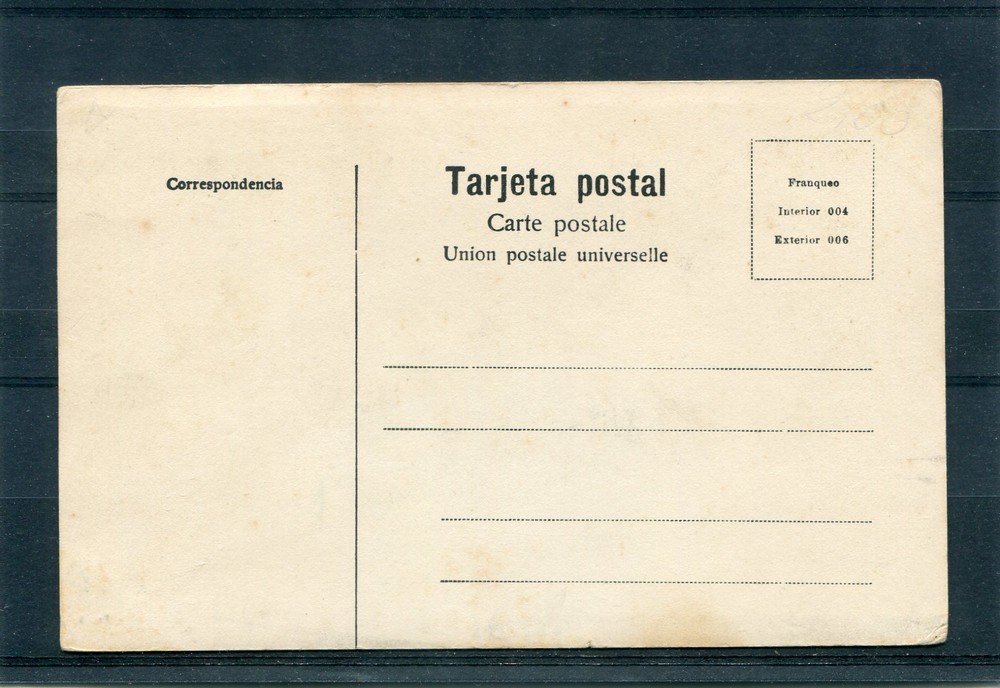 Correspondencia
Tarjeta postal
Carte postale
Union postale universelle
Franqueo
Interior 004
Exterior 006